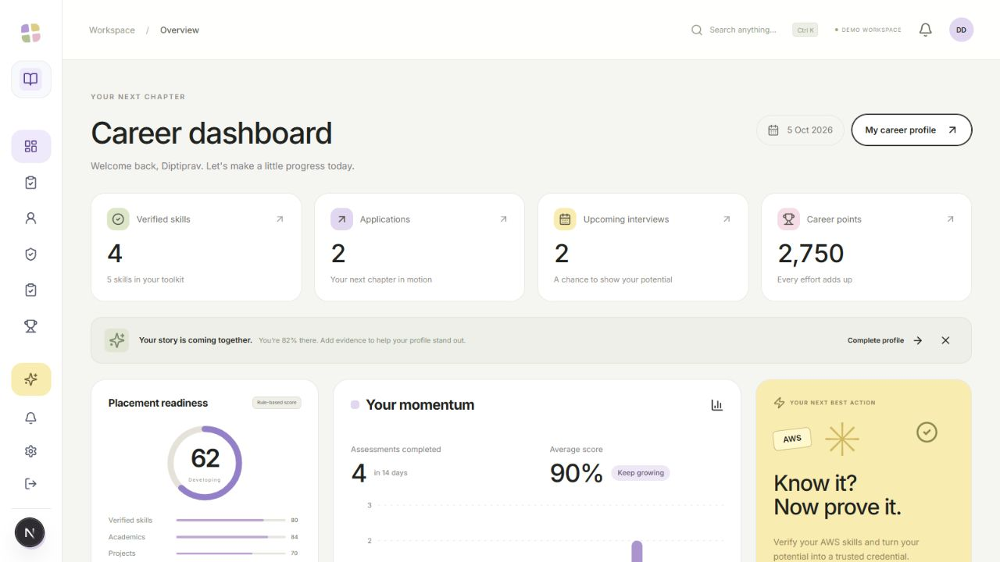 Workspace / Overview
Search anything...
Ctrl K
DEMO WORKSPACE
DD
YOUR NEXT CHAPTER
Career dashboard
Welcome back, Diptiprav. Let's make a little progress today.
5 Oct 2026
My career profile
Verified skills
4
5 skills in your toolkit
Applications
2
Your next chapter in motion
Upcoming interviews
2
A chance to show your potential
Career points
2,750
Every effort adds up
Your story is coming together. You're 82% there. Add evidence to help your profile stand out.
Complete profile
Placement readiness
Rule-based score
62
Developing
Verified skills 80
Academics 84
Projects 70
Your momentum
Assessments completed
4 in 14 days
Average score
90% Keep growing
3
2
YOUR NEXT BEST ACTION
AWS
Know it?
Now prove it.
Verify your AWS skills and turn your
potential into a trusted credential.
N